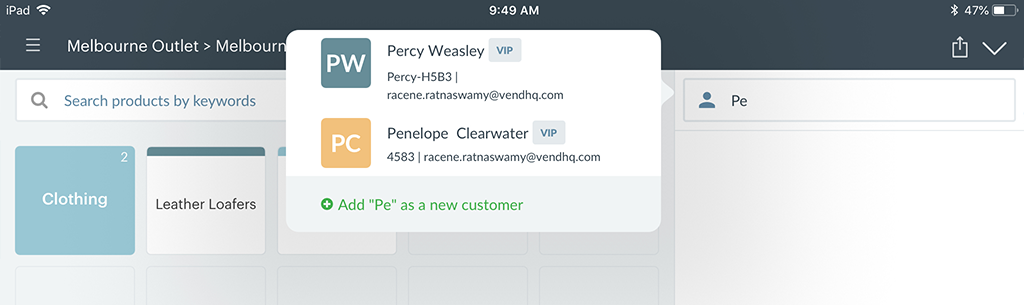 iPad
9:49 AM
47%
Melbourne Outlet > Melbourn
PW
Percy Weasley VIP
Percy-H5B3 |
racene.ratnaswamy@vendhq.com
PC
Penelope Clearwater VIP
4583 | racene.ratnaswamy@vendhq.com
Add "Pe" as a new customer
Search products by keywords
Pe
2
Clothing
Leather Loafers